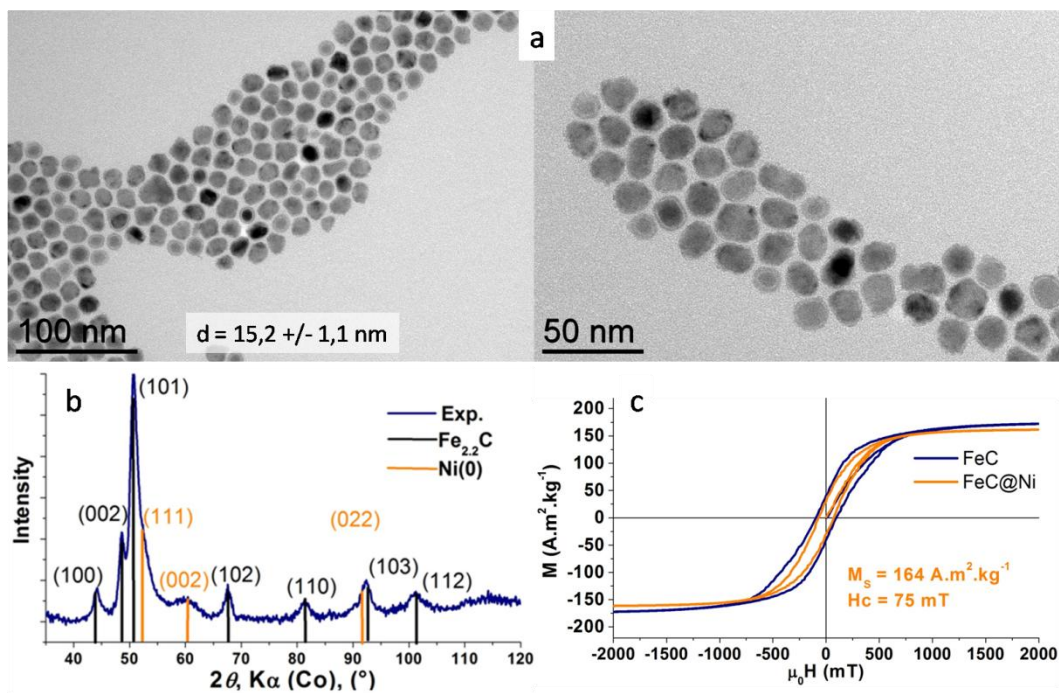 a
100 nm
d = 15,2 +/- 1,1 nm
50 nm
b
Intensity
(100)
(002)
(101)
(111)
(002)
(102)
(110)
(022)
(103)
(112)
Exp.
Fe2.2C
Ni(0)
40 50 60 70 80 90 100 110 120
2θ, Kα (Co), (°)
c
M (A.m².kg⁻¹)
200
150
100
50
0
-50
-100
-150
-200
FeC
FeC@Ni
Ms = 164 A.m².kg⁻¹
Hc = 75 mT
-2000 -1500 -1000 -500 0 500 1000 1500 2000
μ0H (mT)